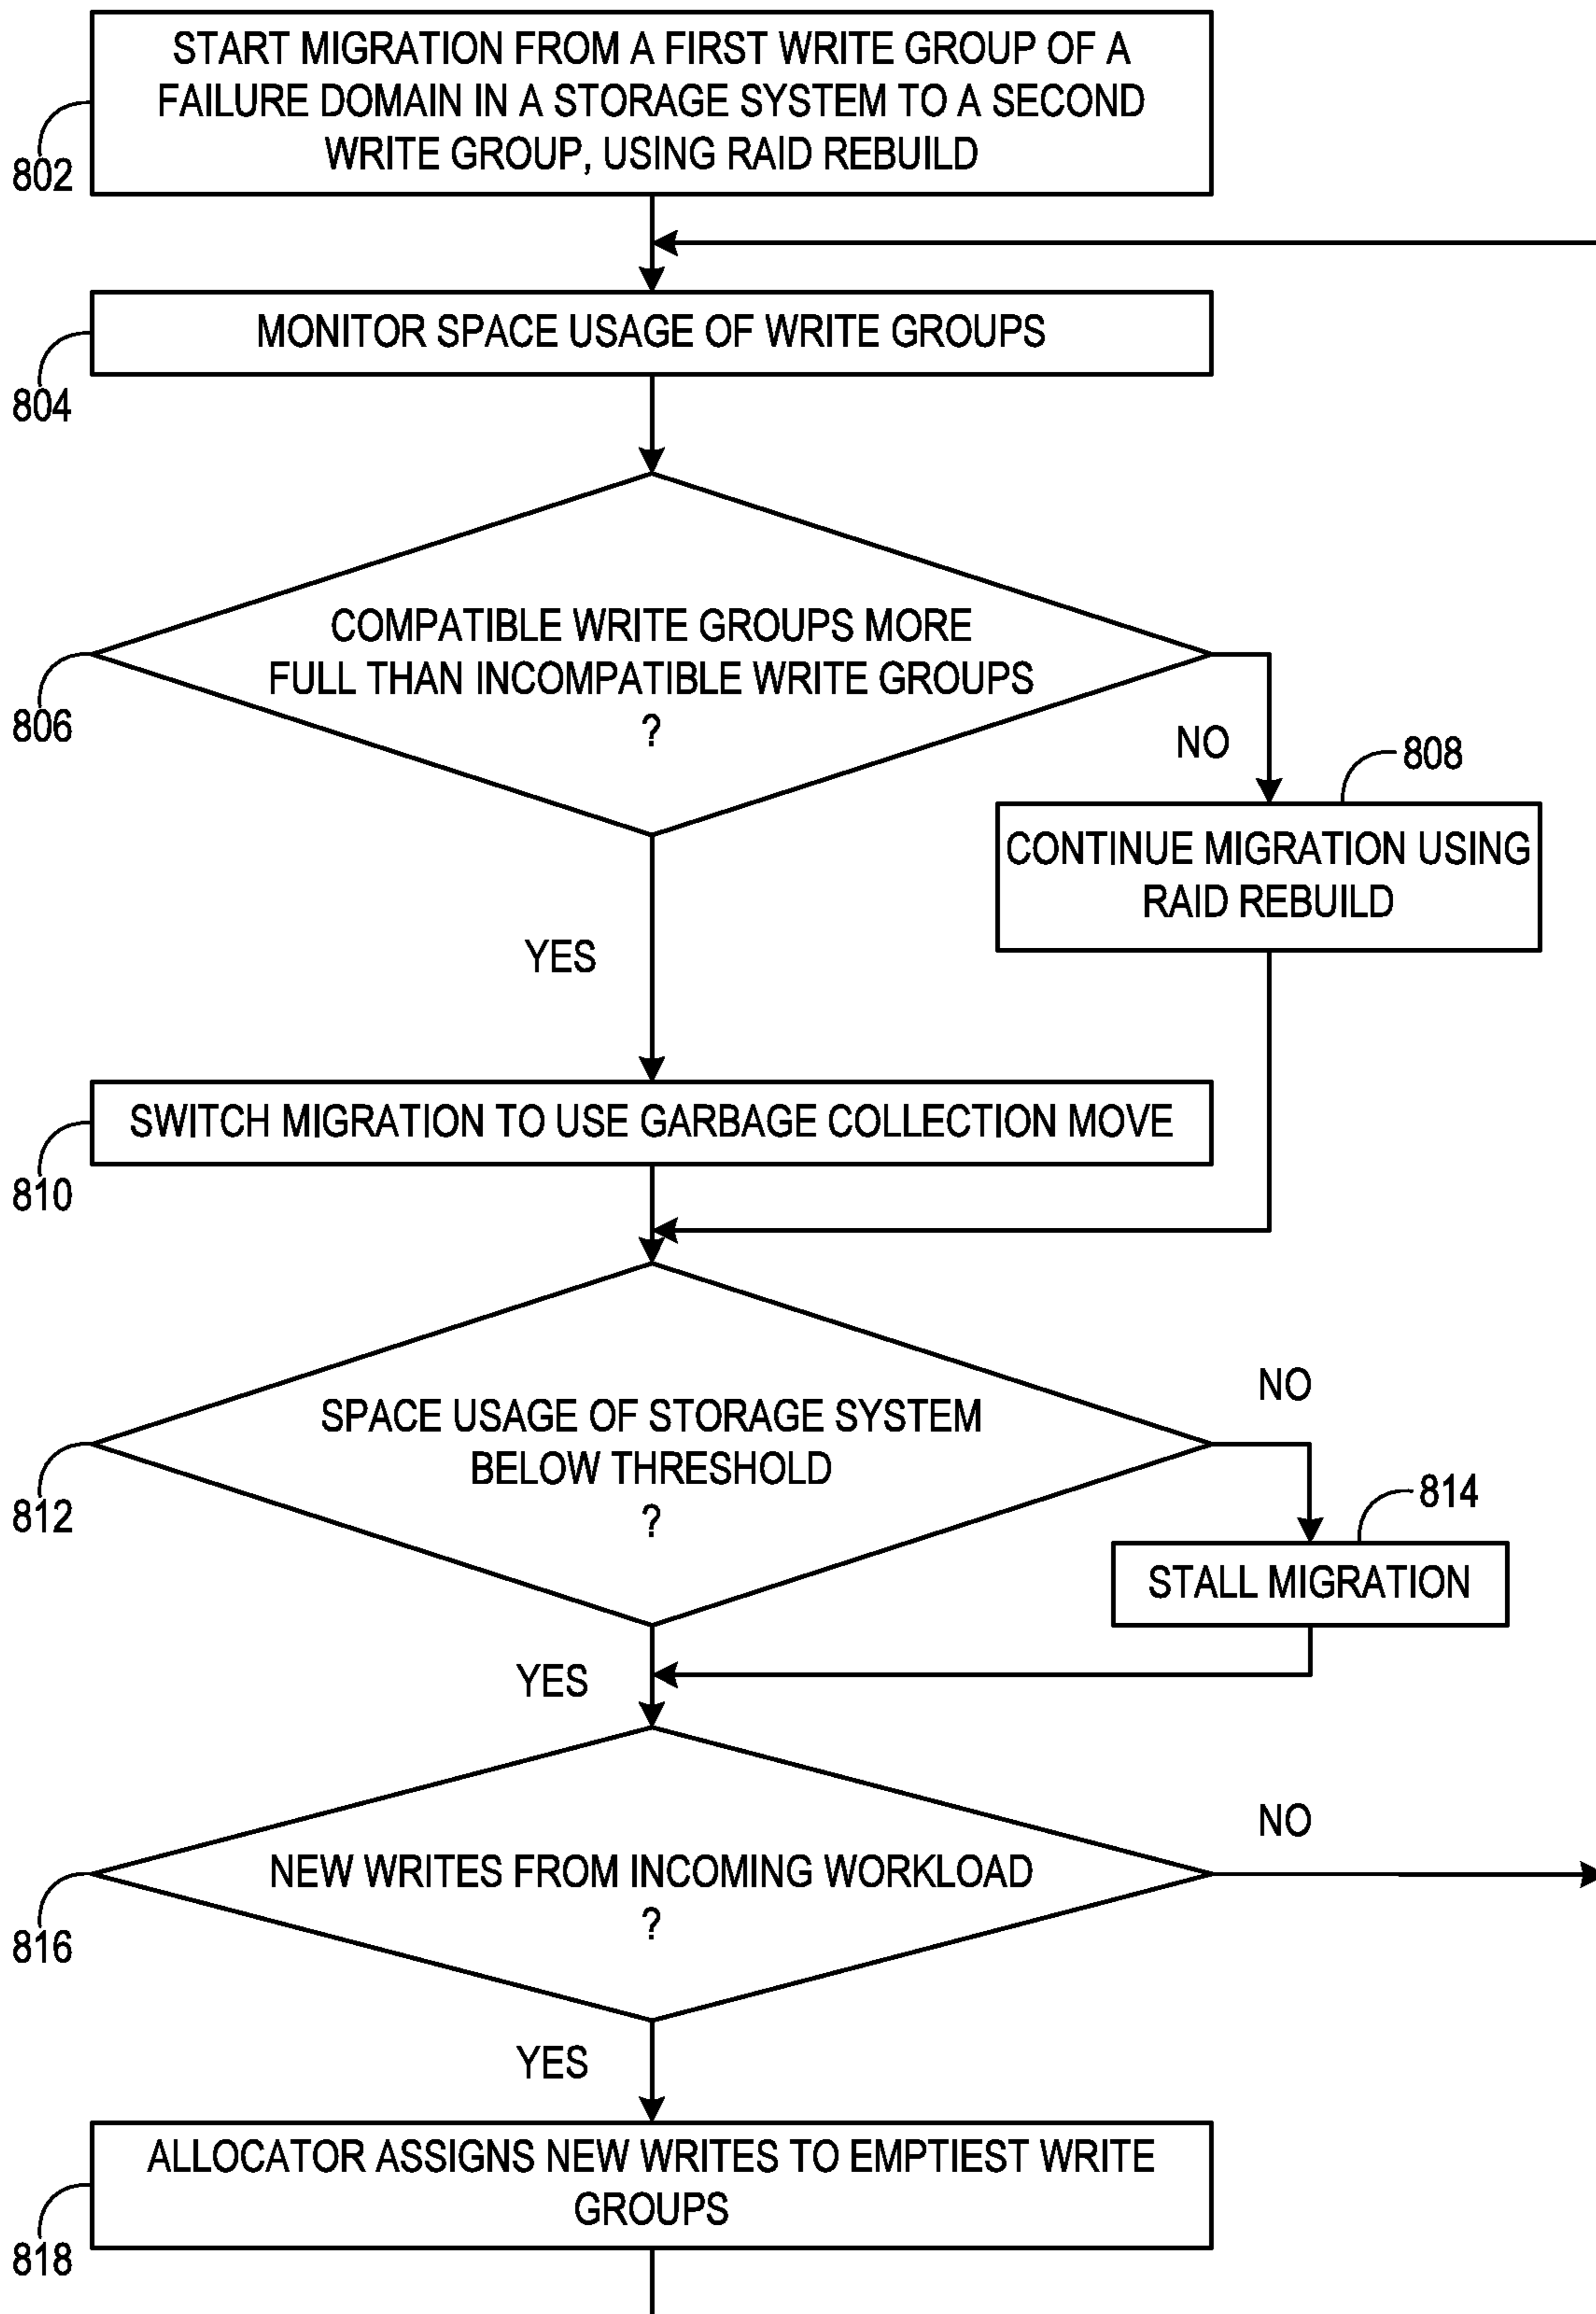 START MIGRATION FROM A FIRST WRITE GROUP OF A
FAILURE DOMAIN IN A STORAGE SYSTEM TO A SECOND
WRITE GROUP, USING RAID REBUILD
802
MONITOR SPACE USAGE OF WRITE GROUPS
804
COMPATIBLE WRITE GROUPS MORE
FULL THAN INCOMPATIBLE WRITE GROUPS
?
806
NO
808
CONTINUE MIGRATION USING
RAID REBUILD
YES
SWITCH MIGRATION TO USE GARBAGE COLLECTION MOVE
810
SPACE USAGE OF STORAGE SYSTEM
BELOW THRESHOLD
?
812
NO
814
STALL MIGRATION
YES
NEW WRITES FROM INCOMING WORKLOAD
?
816
NO
YES
ALLOCATOR ASSIGNS NEW WRITES TO EMPTIEST WRITE
GROUPS
818